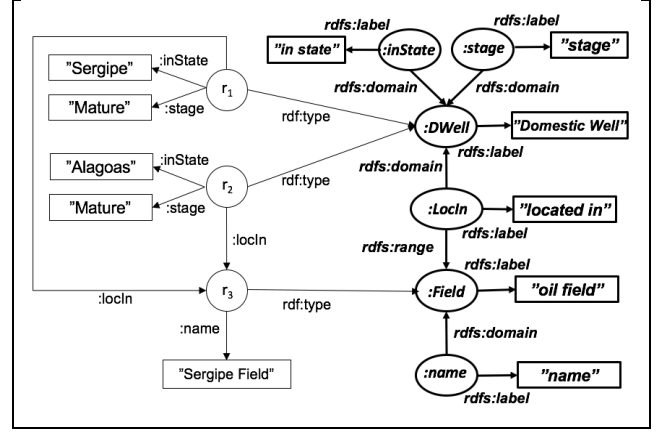 rdfs:label
rdfs:label
"in state"
:inState
:stage
"stage"
:inState
"Sergipe"
r1
rdfs:domain
rdfs:domain
"Mature"
:stage
rdf:type
:DWell
"Domestic Well"
rdfs:label
:inState
"Alagoas"
rdfs:domain
r2
rdf:type
"Mature"
:stage
:LocIn
"located in"
rdfs:label
:locIn
rdfs:range
rdfs:label
:locIn
r3
rdf:type
:Field
"oil field"
:name
rdfs:domain
"Sergipe Field"
:name
"name"
rdfs:label